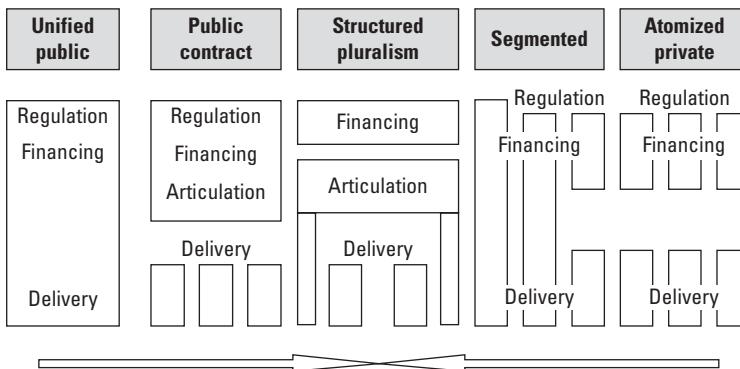 Unified
public
Public
contract
Structured
pluralism
Segmented
Atomized
private
Regulation
Financing
Delivery
Regulation
Financing
Articulation
Delivery
Financing
Articulation
Delivery
Regulation
Financing
Delivery
Regulation
Financing
Delivery